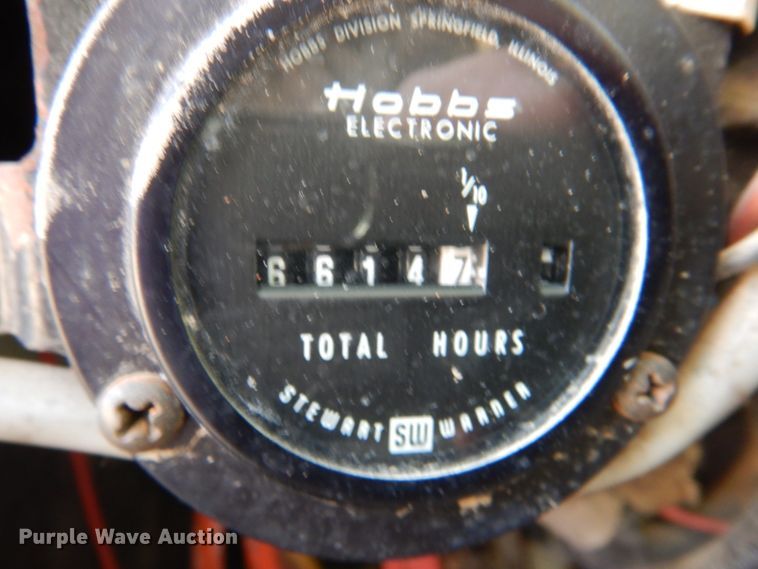 HOBBS DIVISION SPRINGFIELD, ILLINOIS
Hobbs
ELECTRONIC
1/10
6 6 1 4 7
TOTAL HOURS
STEWART SW WARNER
Purple Wave Auction